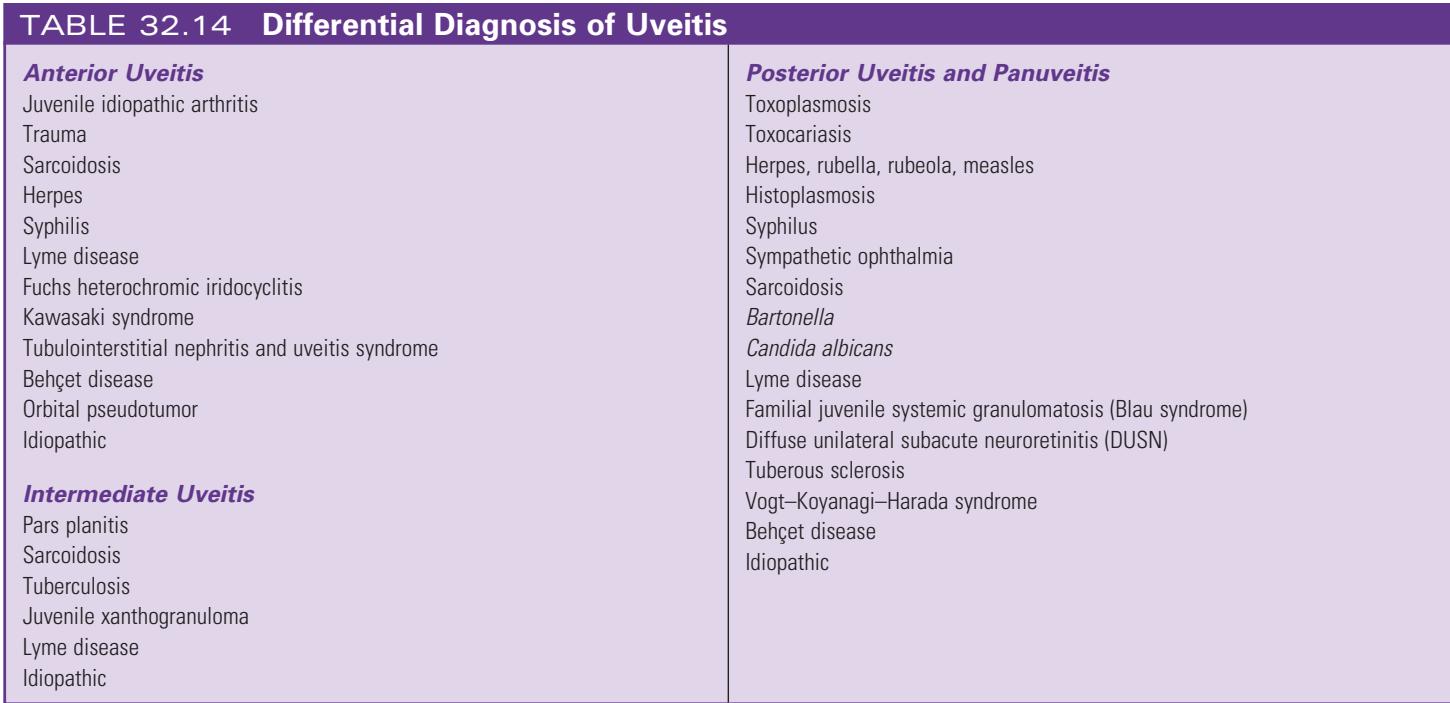 TABLE 32.14 Differential Diagnosis of Uveitis
Anterior Uveitis
Juvenile idiopathic arthritis
Trauma
Sarcoidosis
Herpes
Syphilis
Lyme disease
Fuchs heterochromic iridocyclitis
Kawasaki syndrome
Tubulointerstitial nephritis and uveitis syndrome
Behçet disease
Orbital pseudotumor
Idiopathic
Intermediate Uveitis
Pars planitis
Sarcoidosis
Tuberculosis
Juvenile xanthogranuloma
Lyme disease
Idiopathic
Posterior Uveitis and Panuveitis
Toxoplasmosis
Toxocariasis
Herpes, rubella, rubeola, measles
Histoplasmosis
Syphilus
Sympathetic ophthalmia
Sarcoidosis
Bartonella
Candida albicans
Lyme disease
Familial juvenile systemic granulomatosis (Blau syndrome)
Diffuse unilateral subacute neuroretinitis (DUSN)
Tuberous sclerosis
Vogt–Koyanagi–Harada syndrome
Behçet disease
Idiopathic